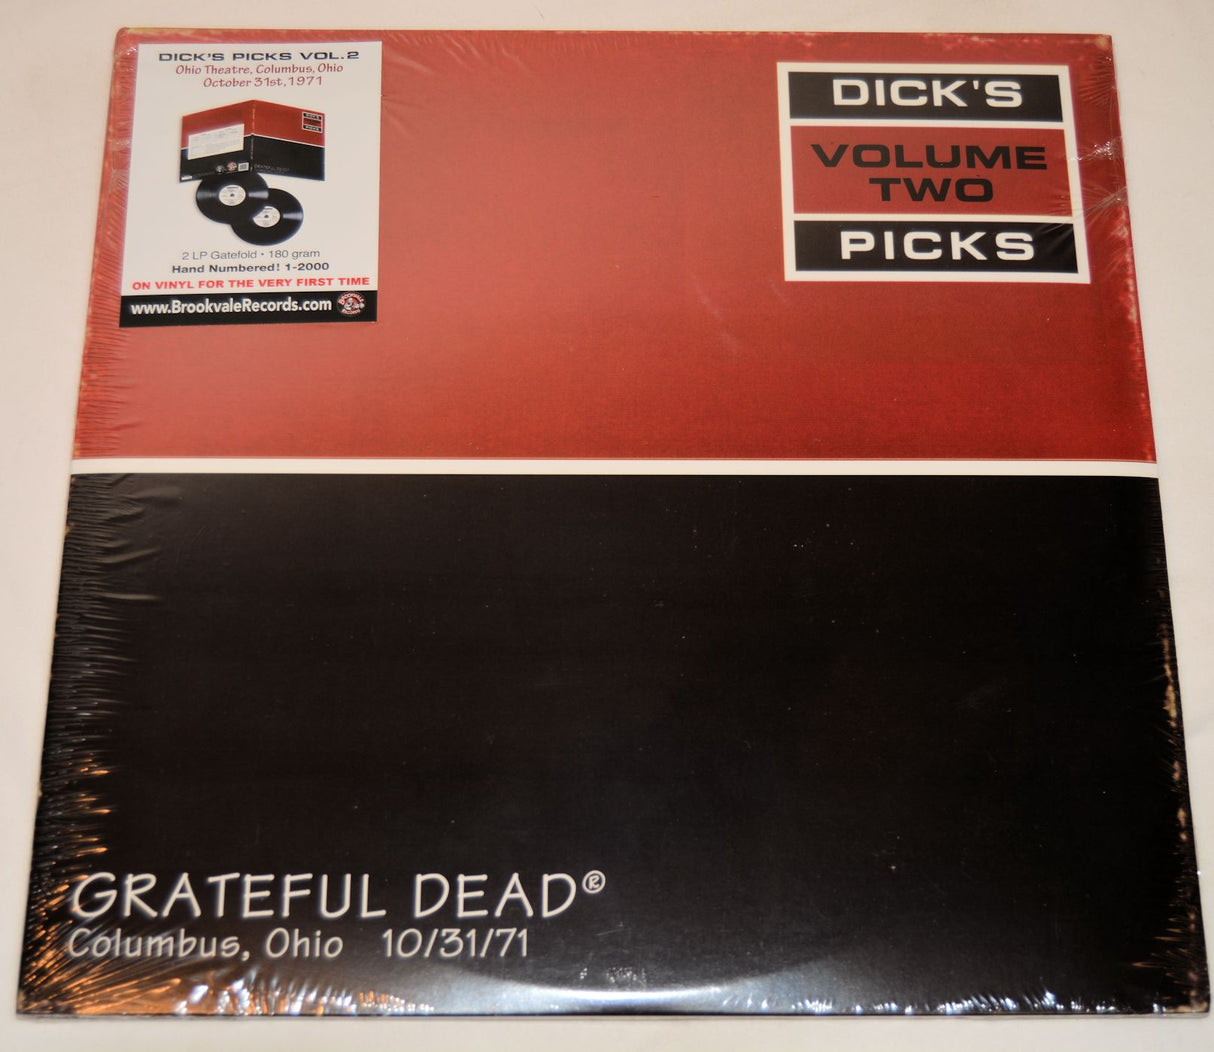 DICK'S PICKS VOL.2
Ohio Theatre, Columbus, Ohio
October 31st, 1971
2 LP Gatefold • 180 gram
Hand Numbered! 1-2000
ON VINYL FOR THE VERY FIRST TIME
www.BrookvaleRecords.com
DICK'S
VOLUME
TWO
PICKS
GRATEFUL DEAD®
Columbus, Ohio 10/31/71